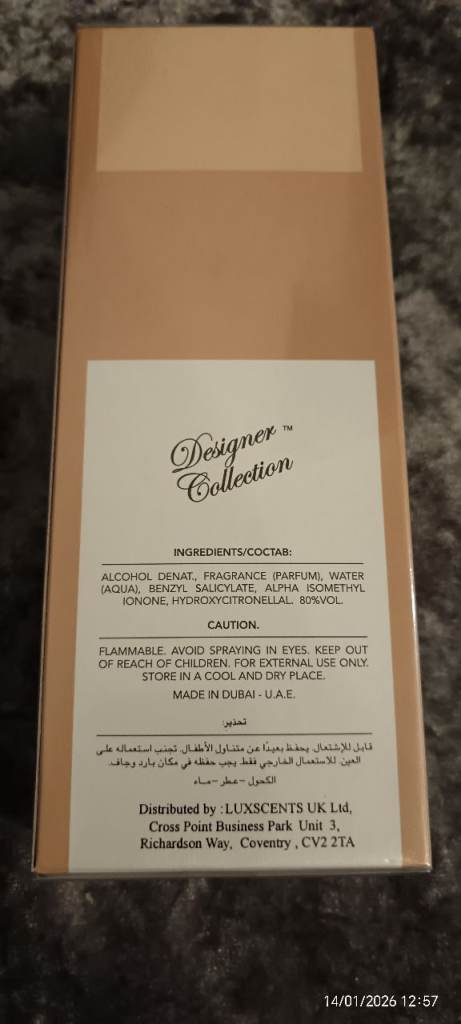 Designer ™
Collection
INGREDIENTS/COCTAB:
ALCOHOL DENAT., FRAGRANCE (PARFUM), WATER
(AQUA), BENZYL SALICYLATE, ALPHA ISOMETHYL
IONONE, HYDROXYCITRONELLAL. 80%VOL.
CAUTION.
FLAMMABLE. AVOID SPRAYING IN EYES. KEEP OUT
OF REACH OF CHILDREN. FOR EXTERNAL USE ONLY.
STORE IN A COOL AND DRY PLACE.
MADE IN DUBAI - U.A.E.
تحذير:
قابل للإشتعال. يحفظ بعيدًا عن متناول الأطفال. تجنب استعماله على
العين. للاستعمال الخارجي فقط. يجب حفظه في مكان بارد وجاف.
الكحول – عطر – ماء
Distributed by : LUXSCENTS UK Ltd,
Cross Point Business Park Unit 3,
Richardson Way, Coventry , CV2 2TA
14/01/2026 12:57